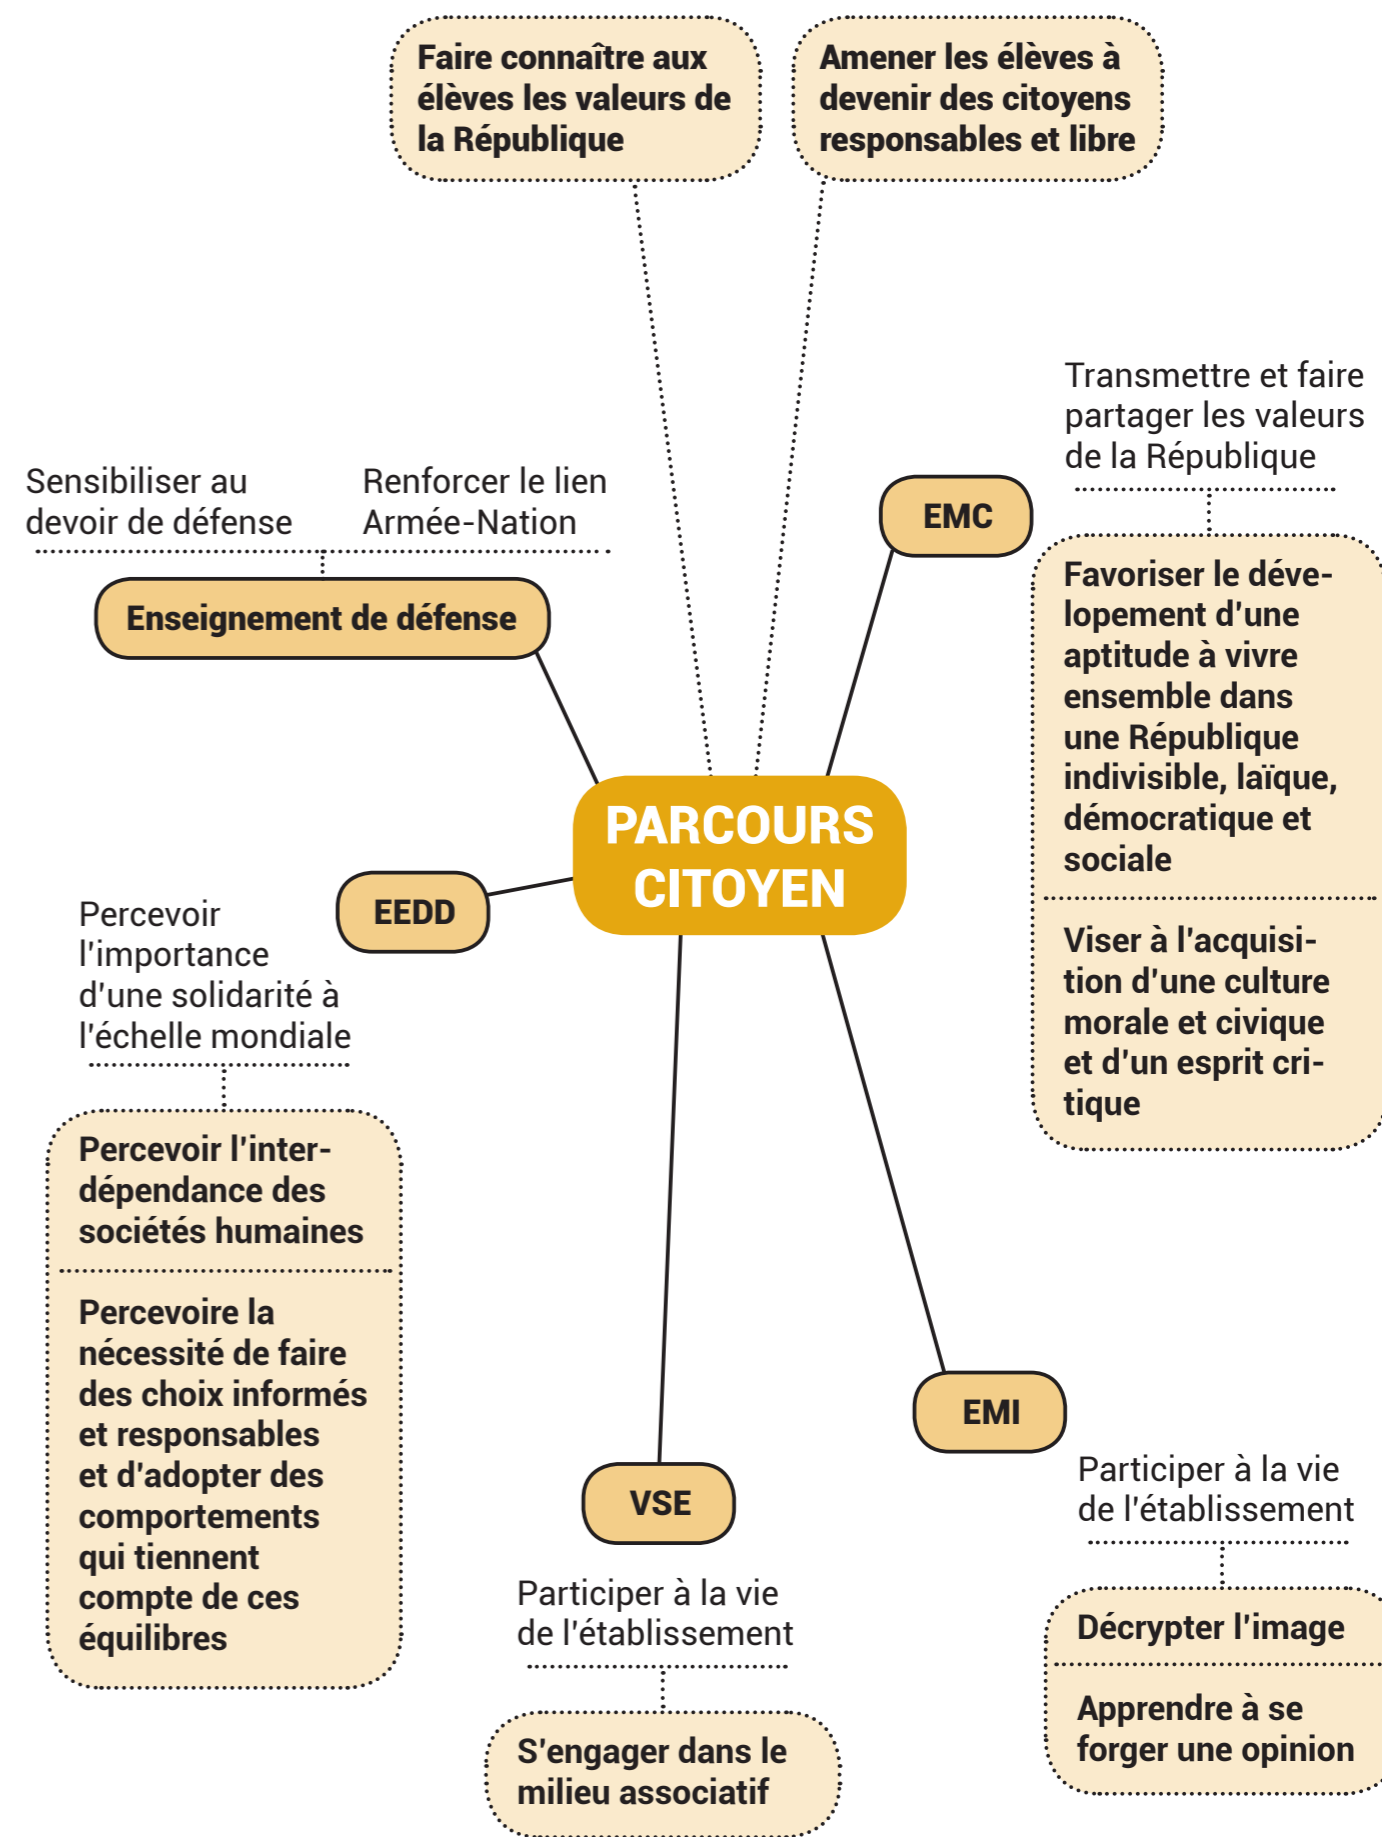 Faire connaître aux
élèves les valeurs de
la République
Amener les élèves à
devenir des citoyens
responsables et libre
Transmettre et faire
partager les valeurs
de la République
EMC
Favoriser le déve-
lopement d'une
aptitude à vivre
ensemble dans
une République
indivisible, laïque,
démocratique et
sociale
Viser à l'acquisi-
tion d'une culture
morale et civique
et d'un esprit cri-
tique
Sensibiliser au
devoir de défense
Renforcer le lien
Armée-Nation
Enseignement de défense
PARCOURS
CITOYEN
EEDD
Percevoir
l'importance
d'une solidarité à
l'échelle mondiale
Percevoir l'inter-
dépendance des
sociétés humaines
Percevoire la
nécessité de faire
des choix informés
et responsables
et d'adopter des
comportements
qui tiennent
compte de ces
équilibres
VSE
Participer à la vie
de l'établissement
S'engager dans le
milieu associatif
EMI
Participer à la vie
de l'établissement
Décrypter l'image
Apprendre à se
forger une opinion